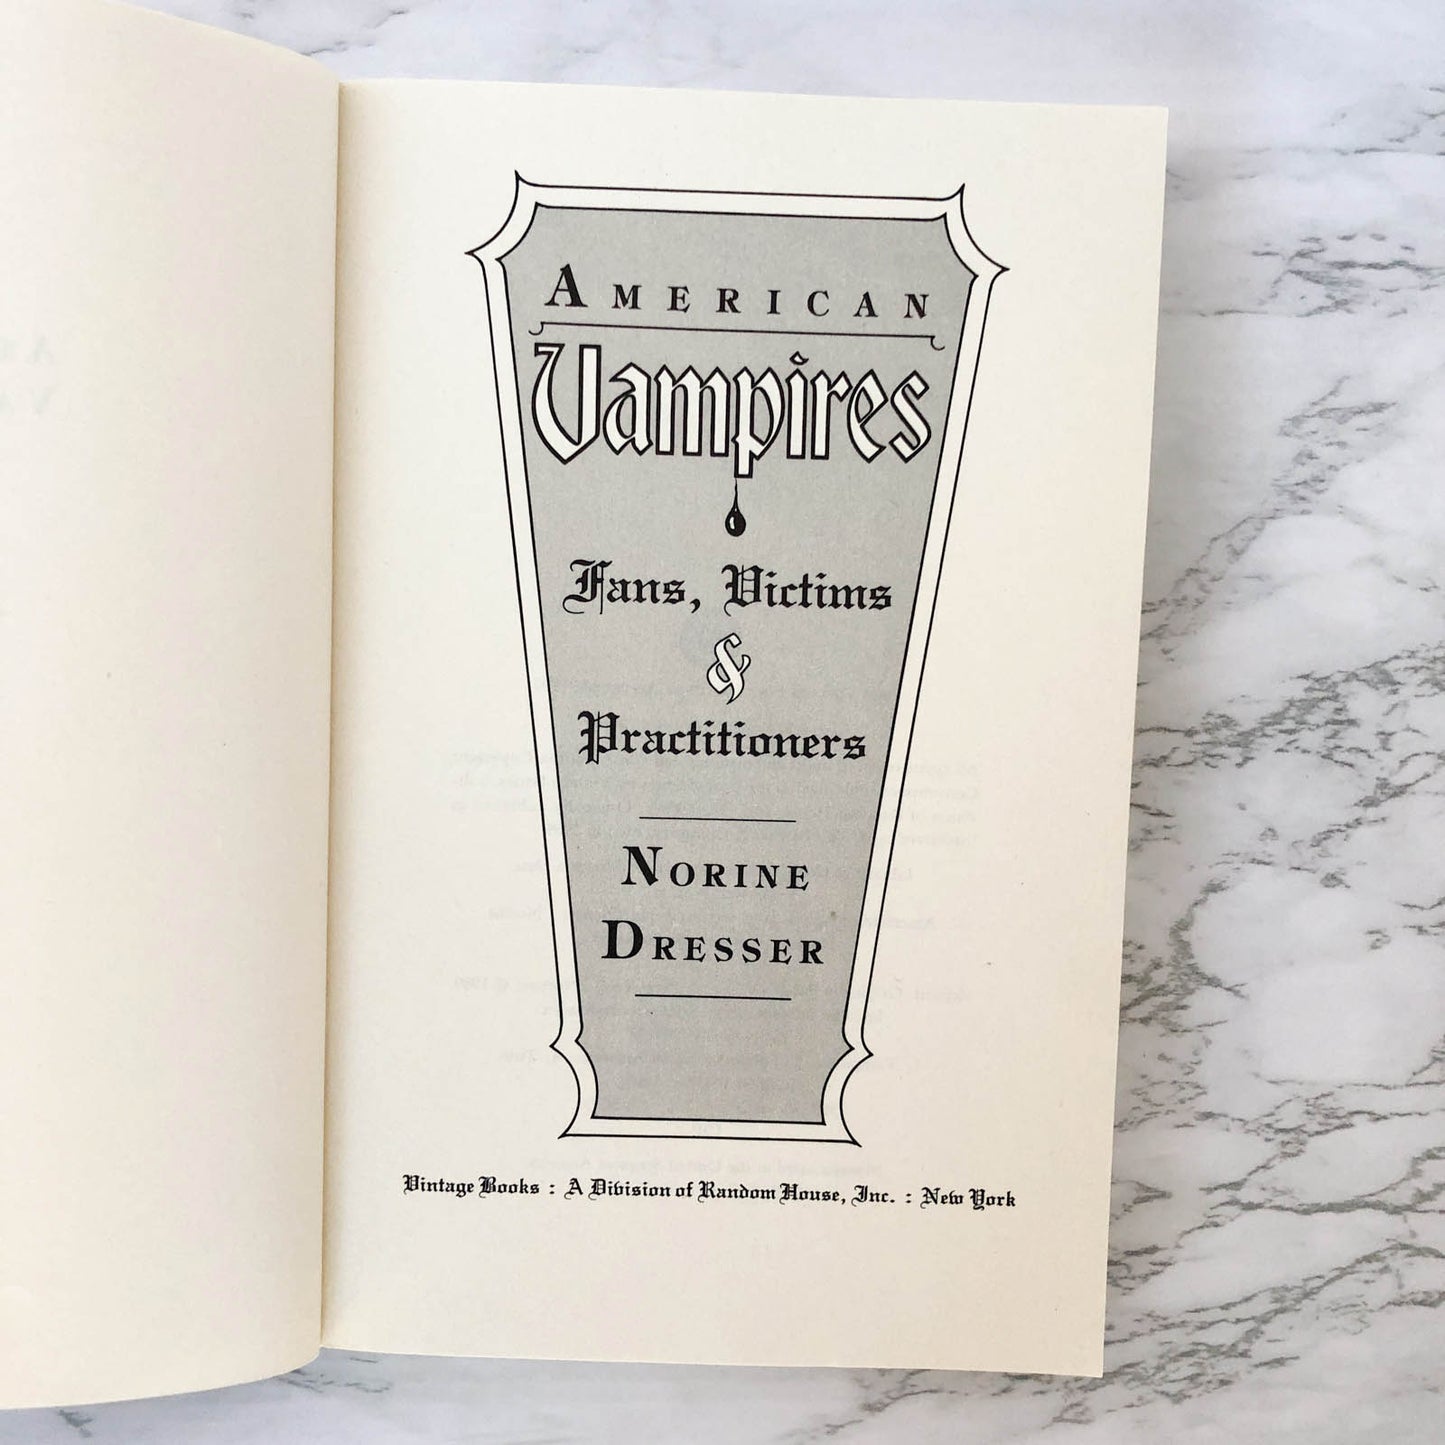 AMERICAN
Vampires
Fans, Victims
&
Practitioners
NORINE
DRESSER
Vintage Books : A Division of Random House, Inc. : New York